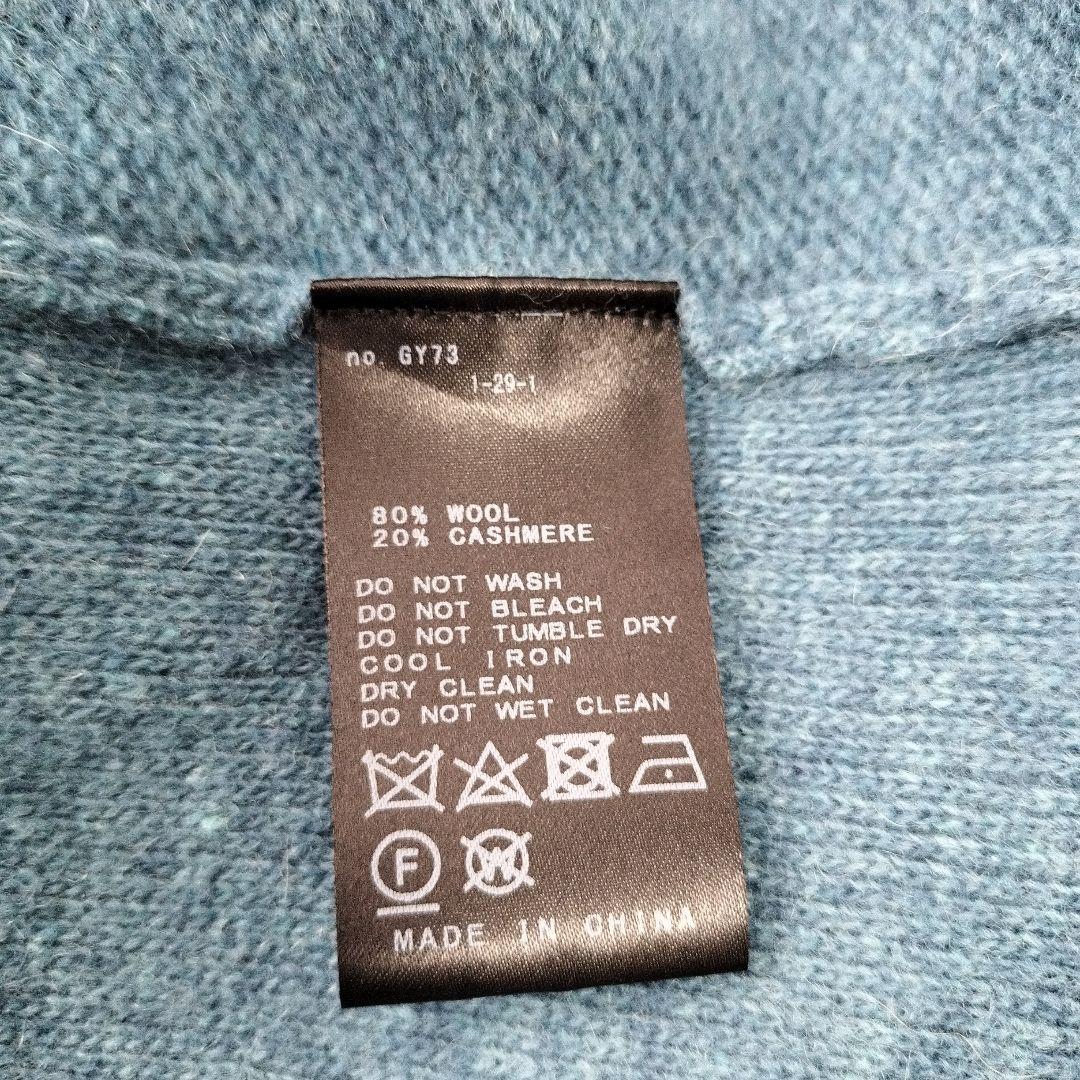 no. GY73
1-29-1
80% WOOL
20% CASHMERE
DO NOT WASH
DO NOT BLEACH
DO NOT TUMBLE DRY
COOL IRON
DRY CLEAN
DO NOT WET CLEAN
F W
MADE IN CHINA